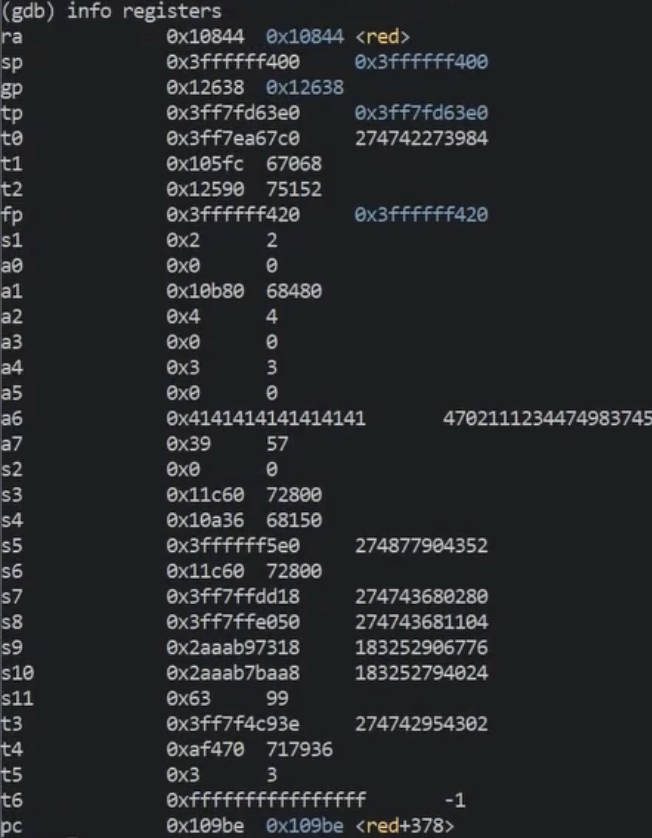 (gdb) info registers
ra 0x10844 0x10844 <red>
sp 0x3ffffff400 0x3ffffff400
gp 0x12638 0x12638
tp 0x3ff7fd63e0 0x3ff7fd63e0
t0 0x3ff7ea67c0 274742273984
t1 0x105fc 67068
t2 0x12590 75152
fp 0x3ffffff420 0x3ffffff420
s1 0x2 2
a0 0x0 0
a1 0x10b80 68480
a2 0x4 4
a3 0x0 0
a4 0x3 3
a5 0x0 0
a6 0x4141414141414141 4702111234474983745
a7 0x39 57
s2 0x0 0
s3 0x11c60 72800
s4 0x10a36 68150
s5 0x3ffffff5e0 274877904352
s6 0x11c60 72800
s7 0x3ff7ffdd18 274743680280
s8 0x3ff7ffe050 274743681104
s9 0x2aaab97318 183252906776
s10 0x2aaab7baa8 183252794024
s11 0x63 99
t3 0x3ff7f4c93e 274742954302
t4 0xaf470 717936
t5 0x3 3
t6 0xffffffffffffffff -1
pc 0x109be 0x109be <red+378>